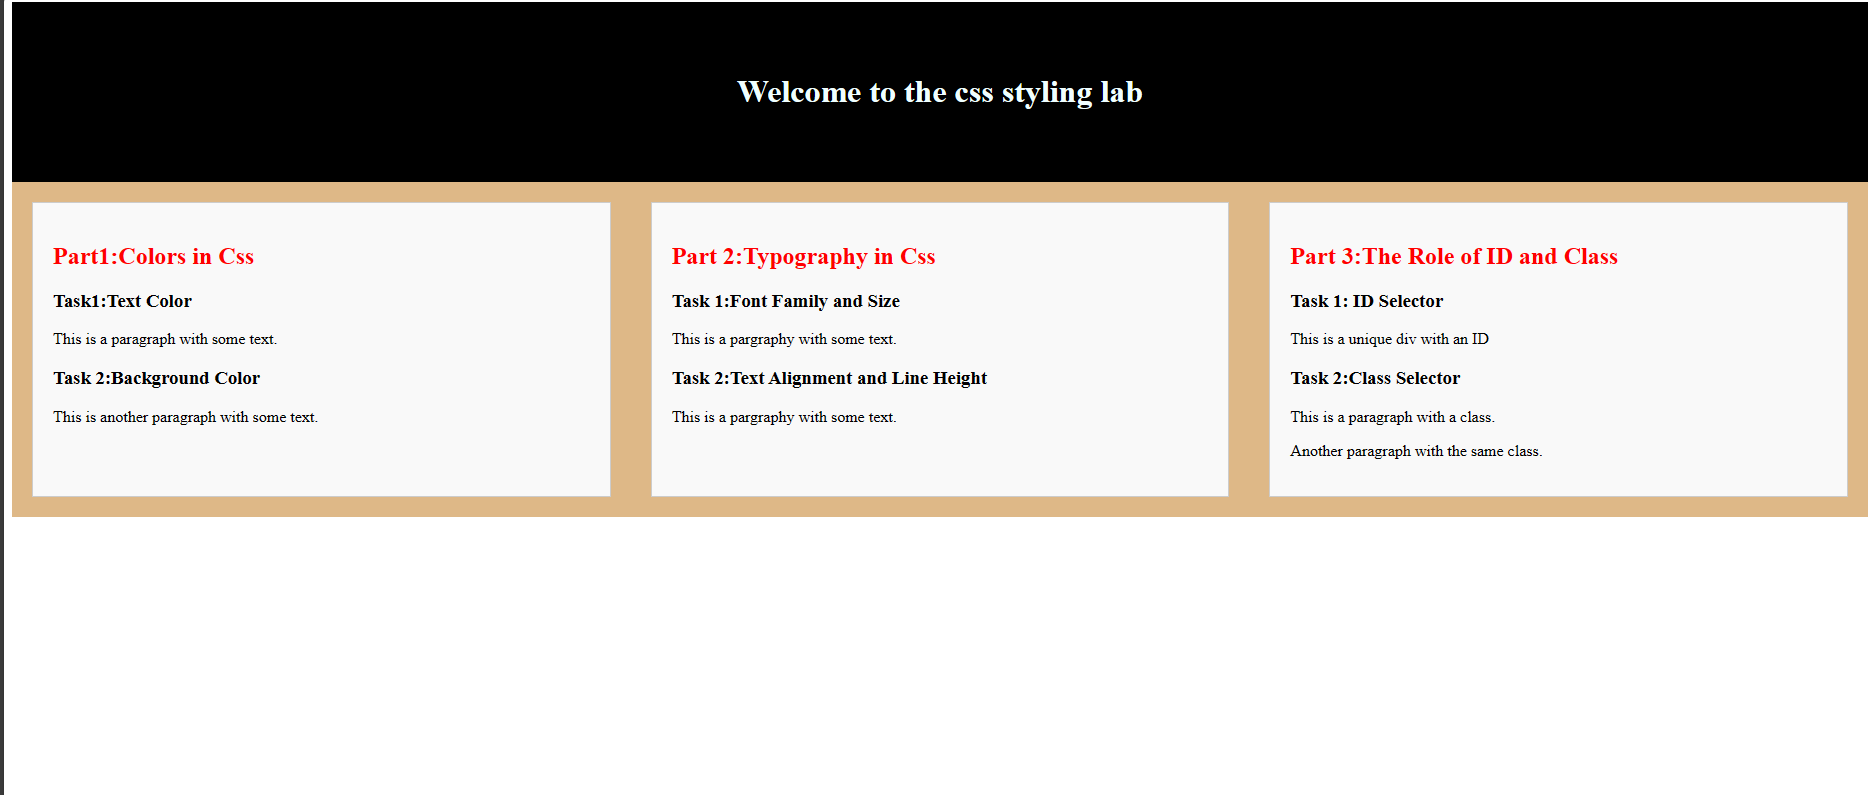 Welcome to the css styling lab
Part1:Colors in Css
Task1:Text Color
This is a paragraph with some text.
Task 2:Background Color
This is another paragraph with some text.
Part 2:Typography in Css
Task 1:Font Family and Size
This is a pargraphy with some text.
Task 2:Text Alignment and Line Height
This is a pargraphy with some text.
Part 3:The Role of ID and Class
Task 1: ID Selector
This is a unique div with an ID
Task 2:Class Selector
This is a paragraph with a class.
Another paragraph with the same class.